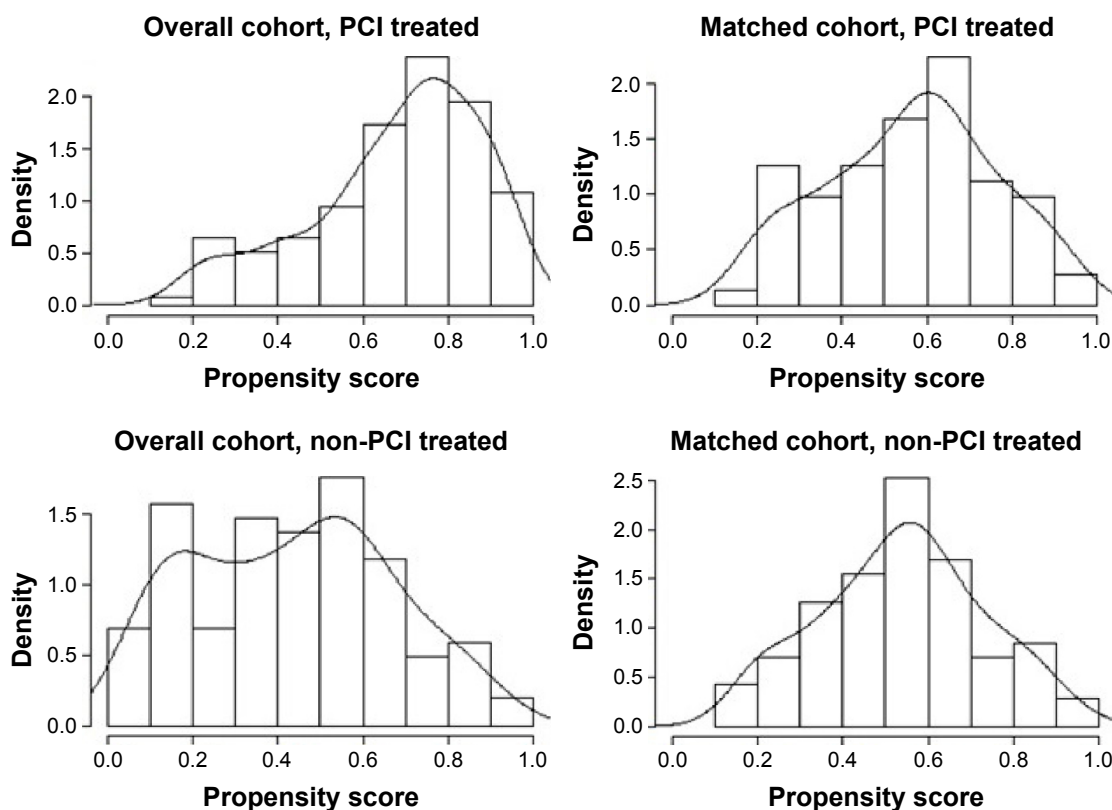 Overall cohort, PCI treated
Density
2.0
1.5
1.0
0.5
0.0
0.0 0.2 0.4 0.6 0.8 1.0
Propensity score
Matched cohort, PCI treated
Density
2.0
1.5
1.0
0.5
0.0
0.0 0.2 0.4 0.6 0.8 1.0
Propensity score
Overall cohort, non-PCI treated
Density
1.5
1.0
0.5
0.0
0.0 0.2 0.4 0.6 0.8 1.0
Propensity score
Matched cohort, non-PCI treated
Density
2.5
2.0
1.5
1.0
0.5
0.0
0.0 0.2 0.4 0.6 0.8 1.0
Propensity score